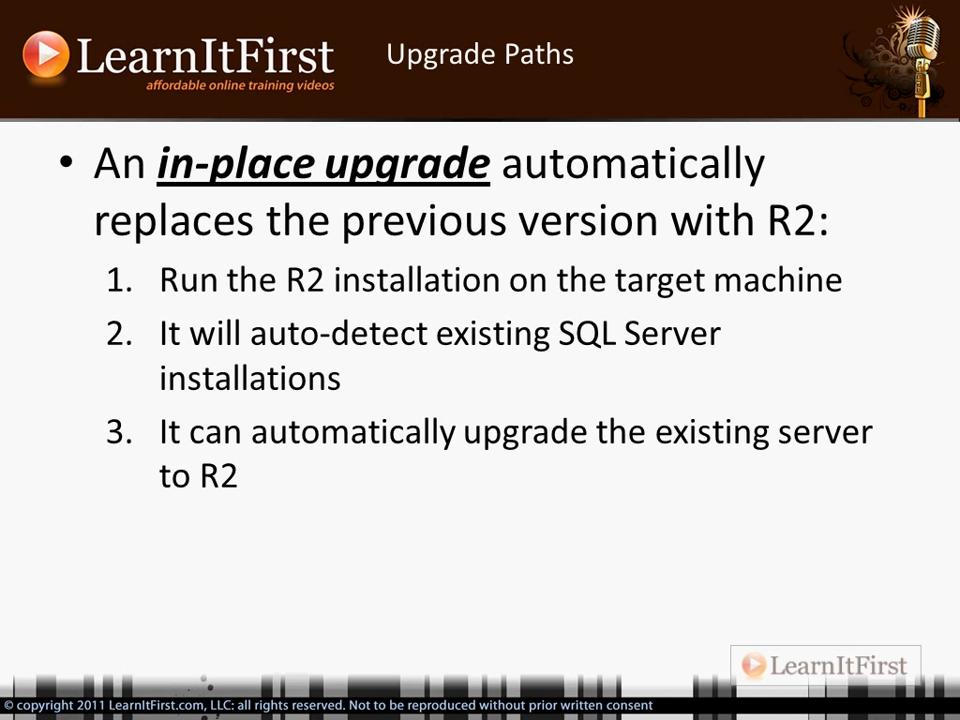 LearnItFirst
affordable online training videos
Upgrade Paths
• An in-place upgrade automatically
replaces the previous version with R2:
1. Run the R2 installation on the target machine
2. It will auto-detect existing SQL Server
installations
3. It can automatically upgrade the existing server
to R2
LearnItFirst
© copyright 2011 LearnItFirst.com, LLC: all rights reserved. Not to be reproduced without prior written consent